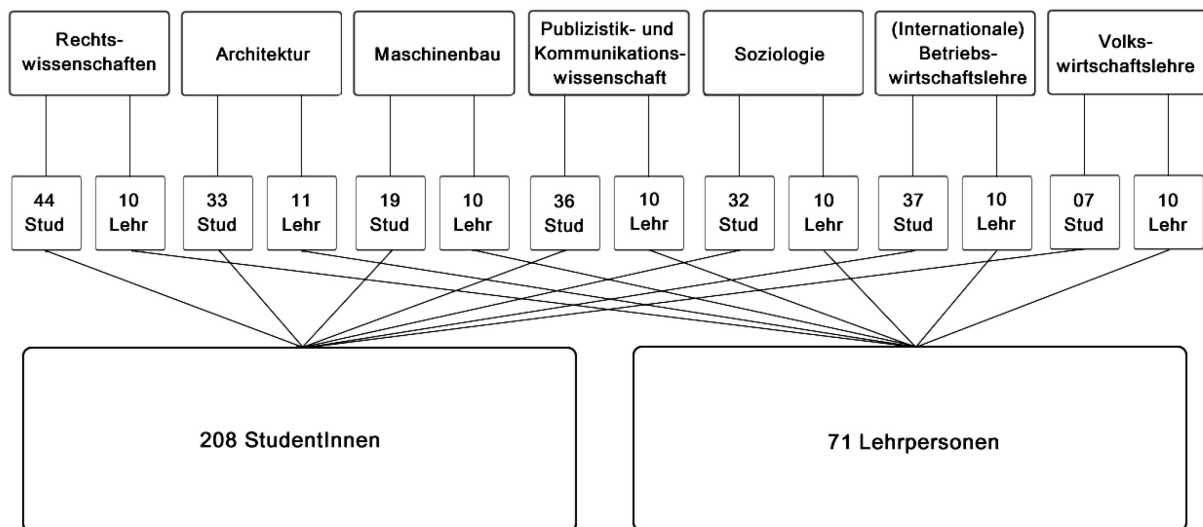 Rechts-
wissenschaften
Architektur
Maschinenbau
Publizistik- und
Kommunikations-
wissenschaft
Soziologie
(Internationale)
Betriebs-
wirtschaftslehre
Volks-
wirtschaftslehre
44
Stud
10
Lehr
33
Stud
11
Lehr
19
Stud
10
Lehr
36
Stud
10
Lehr
32
Stud
10
Lehr
37
Stud
10
Lehr
07
Stud
10
Lehr
208 StudentInnen
71 Lehrpersonen